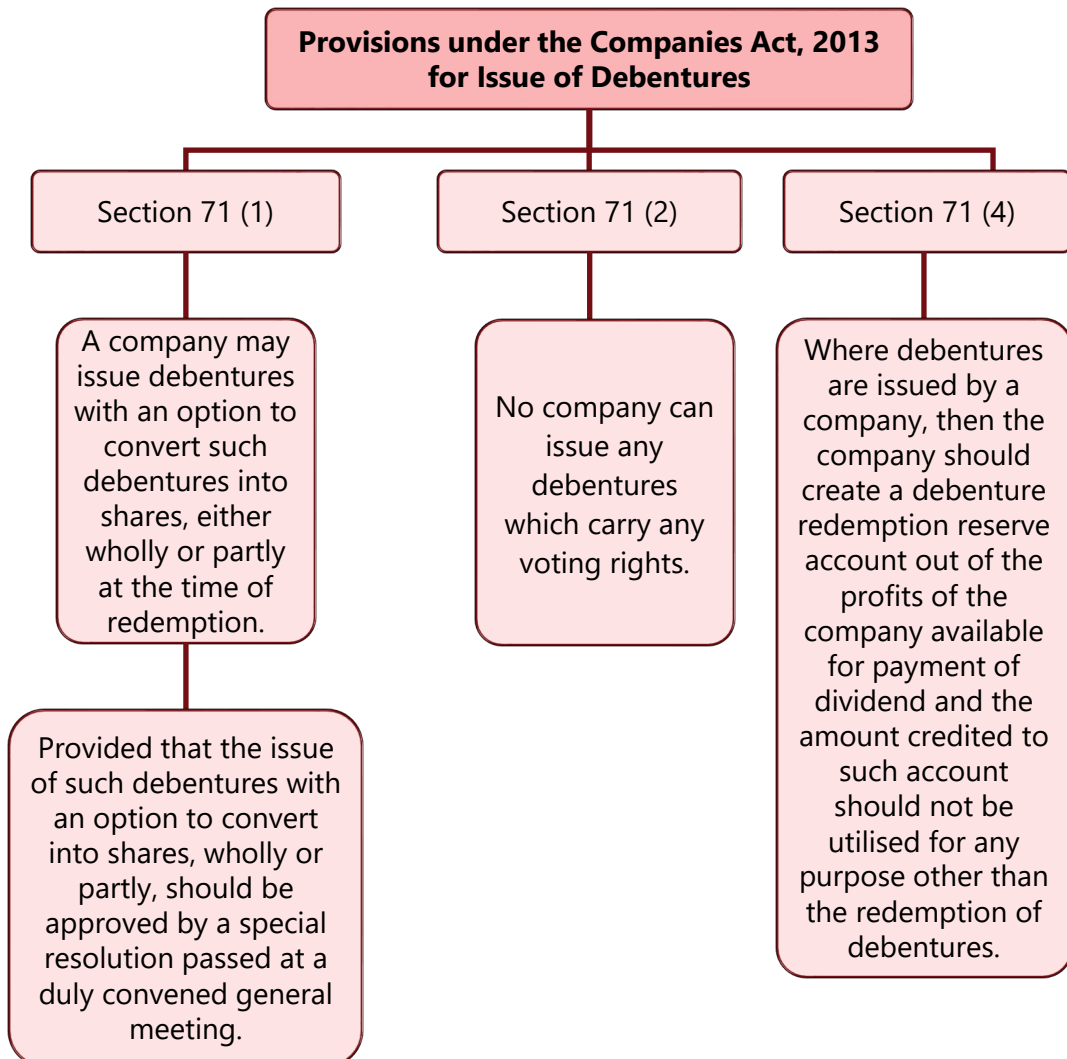 Provisions under the Companies Act, 2013
for Issue of Debentures
Section 71 (1)
A company may
issue debentures
with an option to
convert such
debentures into
shares, either
wholly or partly
at the time of
redemption.
Provided that the issue
of such debentures with
an option to convert
into shares, wholly or
partly, should be
approved by a special
resolution passed at a
duly convened general
meeting.
Section 71 (2)
No company can
issue any
debentures
which carry any
voting rights.
Section 71 (4)
Where debentures
are issued by a
company, then the
company should
create a debenture
redemption reserve
account out of the
profits of the
company available
for payment of
dividend and the
amount credited to
such account
should not be
utilised for any
purpose other than
the redemption of
debentures.